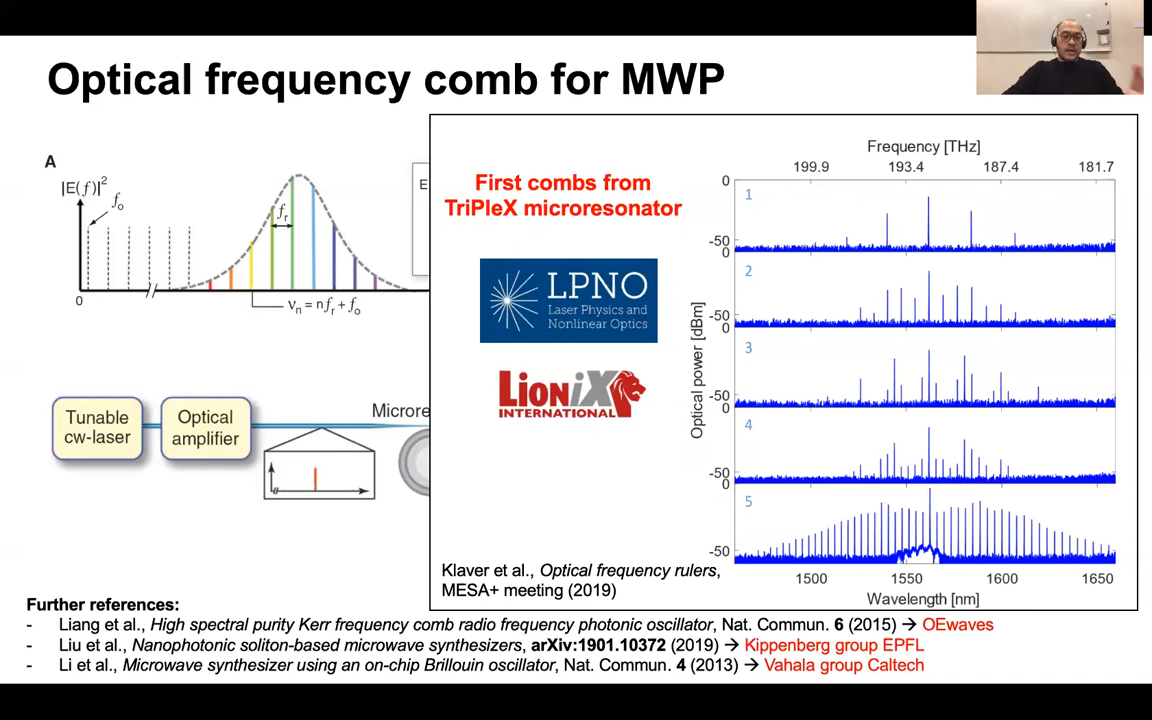 Optical frequency comb for MWP
A
|E(f)|²
fₒ
fᵣ
0
νₙ = nfᵣ + fₒ
E
Tunable
cw-laser
Optical
amplifier
Microre
First combs from
TriPleX microresonator
LPNO
Laser Physics and
Nonlinear Optics
LioniX
INTERNATIONAL
Klaver et al., Optical frequency rulers,
MESA+ meeting (2019)
Frequency [THz]
199.9 193.4 187.4 181.7
Optical power [dBm]
0
1
-50
0
2
-50
0
3
-50
0
4
-50
0
5
-50
1500 1550 1600 1650
Wavelength [nm]
Further references:
- Liang et al., High spectral purity Kerr frequency comb radio frequency photonic oscillator, Nat. Commun. 6 (2015) → OEwaves
- Liu et al., Nanophotonic soliton-based microwave synthesizers, arXiv:1901.10372 (2019) → Kippenberg group EPFL
- Li et al., Microwave synthesizer using an on-chip Brillouin oscillator, Nat. Commun. 4 (2013) → Vahala group Caltech